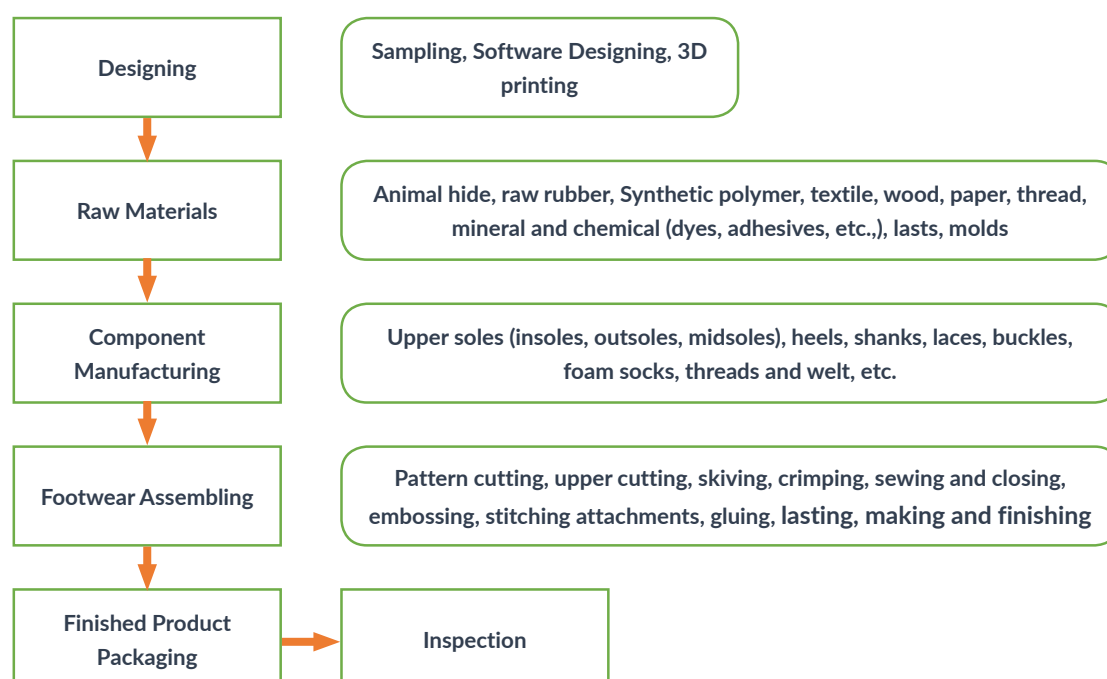 Designing
Sampling, Software Designing, 3D
printing
Raw Materials
Animal hide, raw rubber, Synthetic polymer, textile, wood, paper, thread,
mineral and chemical (dyes, adhesives, etc.,), lasts, molds
Component
Manufacturing
Upper soles (insoles, outsoles, midsoles), heels, shanks, laces, buckles,
foam socks, threads and welt, etc.
Footwear Assembling
Pattern cutting, upper cutting, skiving, crimping, sewing and closing,
embossing, stitching attachments, gluing, lasting, making and finishing
Finished Product
Packaging
Inspection